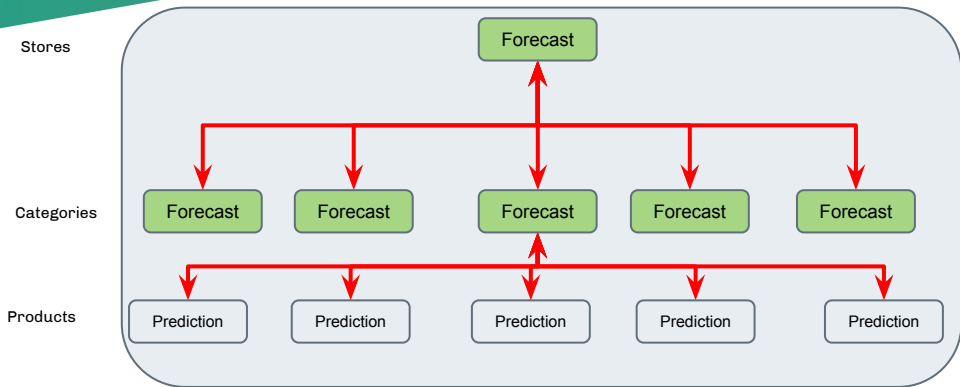 Stores
Forecast
Categories
Forecast
Forecast
Forecast
Forecast
Forecast
Products
Prediction
Prediction
Prediction
Prediction
Prediction